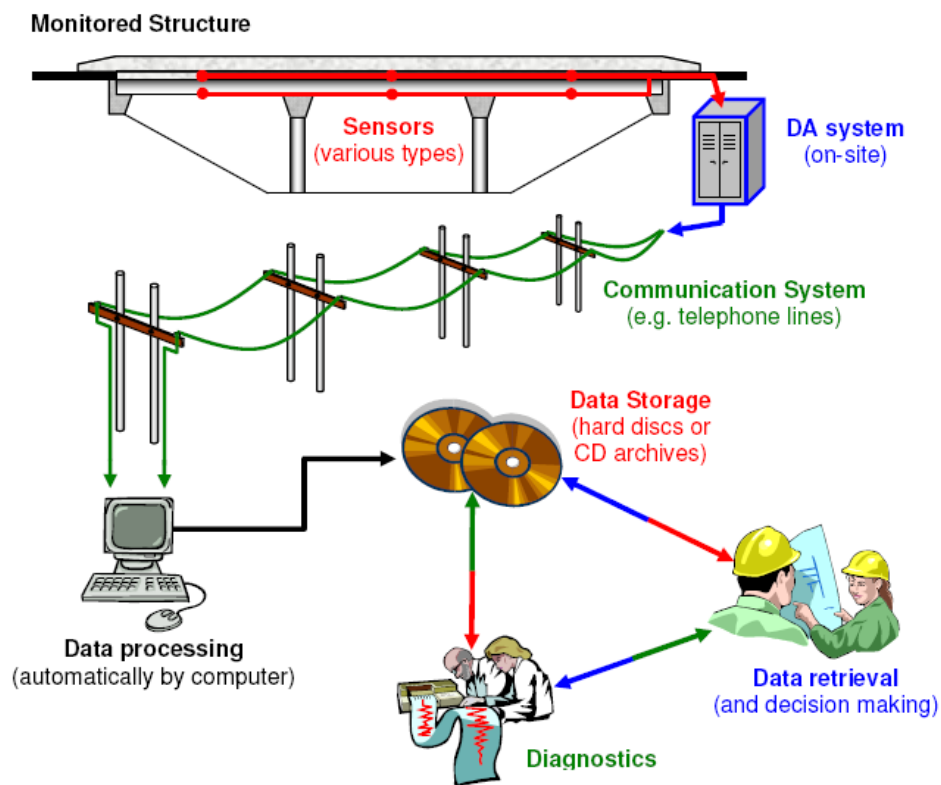 Monitored Structure
Sensors
(various types)
DA system
(on-site)
Communication System
(e.g. telephone lines)
Data Storage
(hard discs or
CD archives)
Data processing
(automatically by computer)
Data retrieval
(and decision making)
Diagnostics